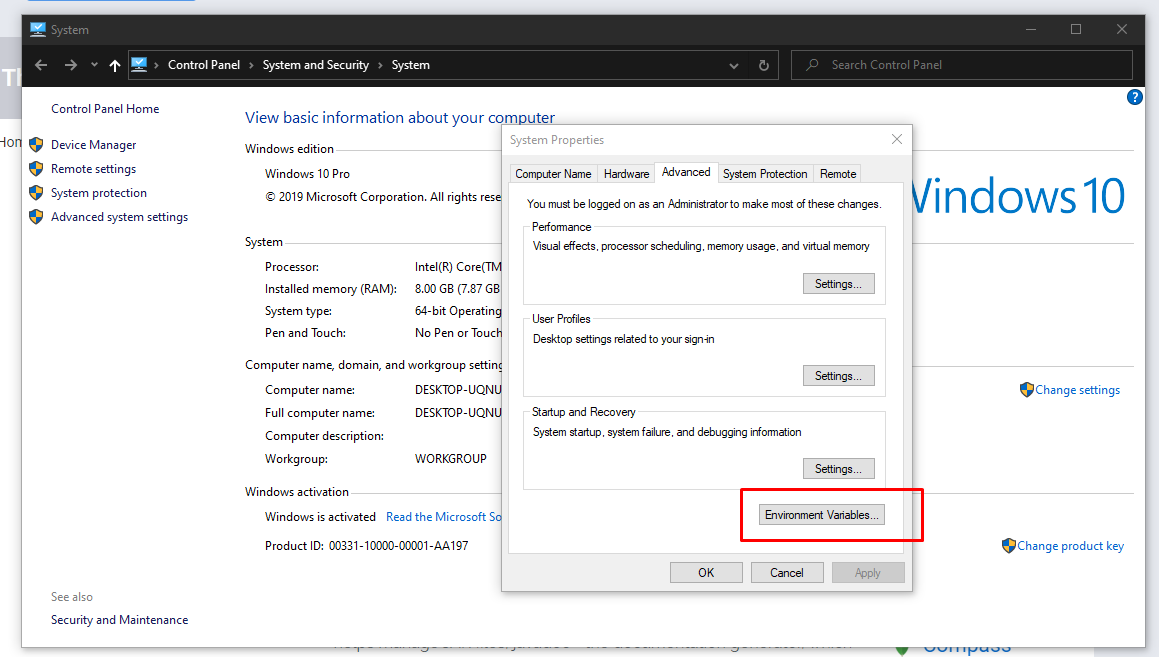 System
Control Panel > System and Security > System
Search Control Panel
Control Panel Home
Device Manager
Remote settings
System protection
Advanced system settings
See also
Security and Maintenance
View basic information about your computer
Windows edition
Windows 10 Pro
© 2019 Microsoft Corporation. All rights rese
Windows 10
System
Processor: Intel(R) Core(TM
Installed memory (RAM): 8.00 GB (7.87 GB
System type: 64-bit Operating
Pen and Touch: No Pen or Touch
Computer name, domain, and workgroup setting
Computer name: DESKTOP-UQNU
Full computer name: DESKTOP-UQNU
Computer description:
Workgroup: WORKGROUP
Change settings
Windows activation
Windows is activated Read the Microsoft So
Product ID: 00331-10000-00001-AA197
Change product key
System Properties
Computer Name Hardware Advanced System Protection Remote
You must be logged on as an Administrator to make most of these changes.
Performance
Visual effects, processor scheduling, memory usage, and virtual memory
Settings...
User Profiles
Desktop settings related to your sign-in
Settings...
Startup and Recovery
System startup, system failure, and debugging information
Settings...
Environment Variables...
OK Cancel Apply
Compass